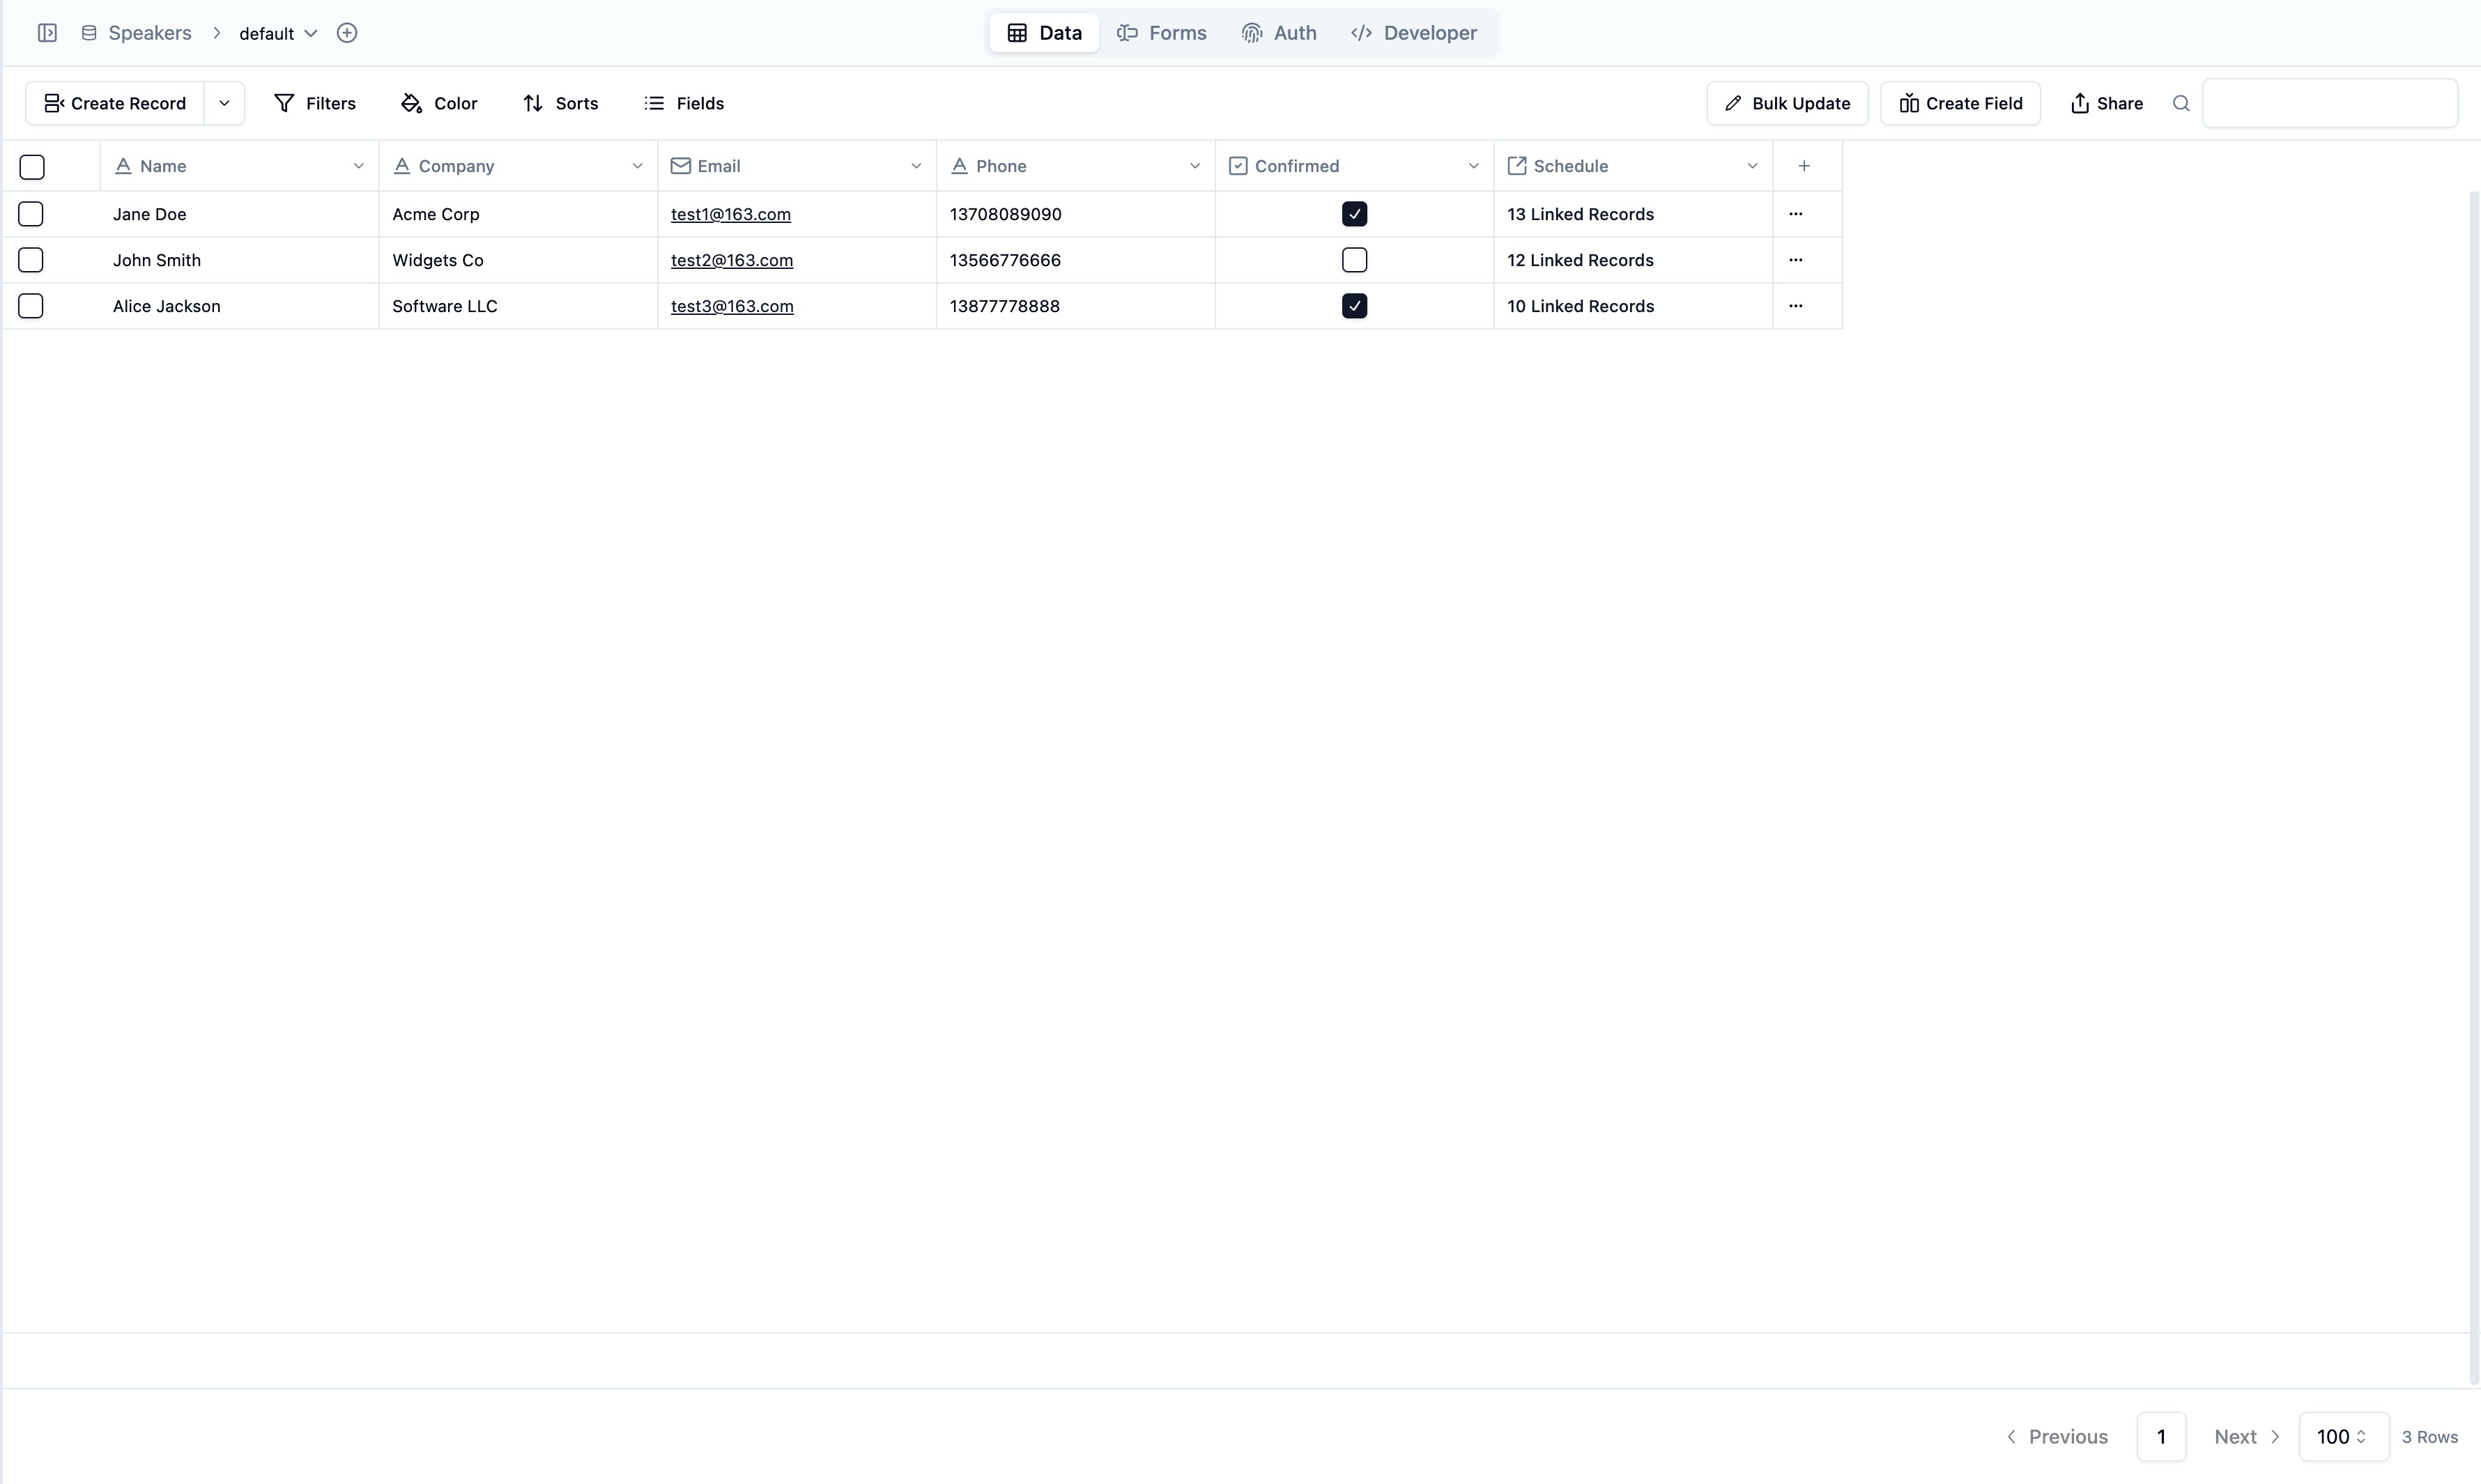 Speakers default Data Forms Auth Developer
Create Record Filters Color Sorts Fields Bulk Update Create Field Share
Name Company Email Phone Confirmed Schedule
Jane Doe Acme Corp test1@163.com 13708089090 13 Linked Records
John Smith Widgets Co test2@163.com 13566776666 12 Linked Records
Alice Jackson Software LLC test3@163.com 13877778888 10 Linked Records
Previous 1 Next 100 3 Rows